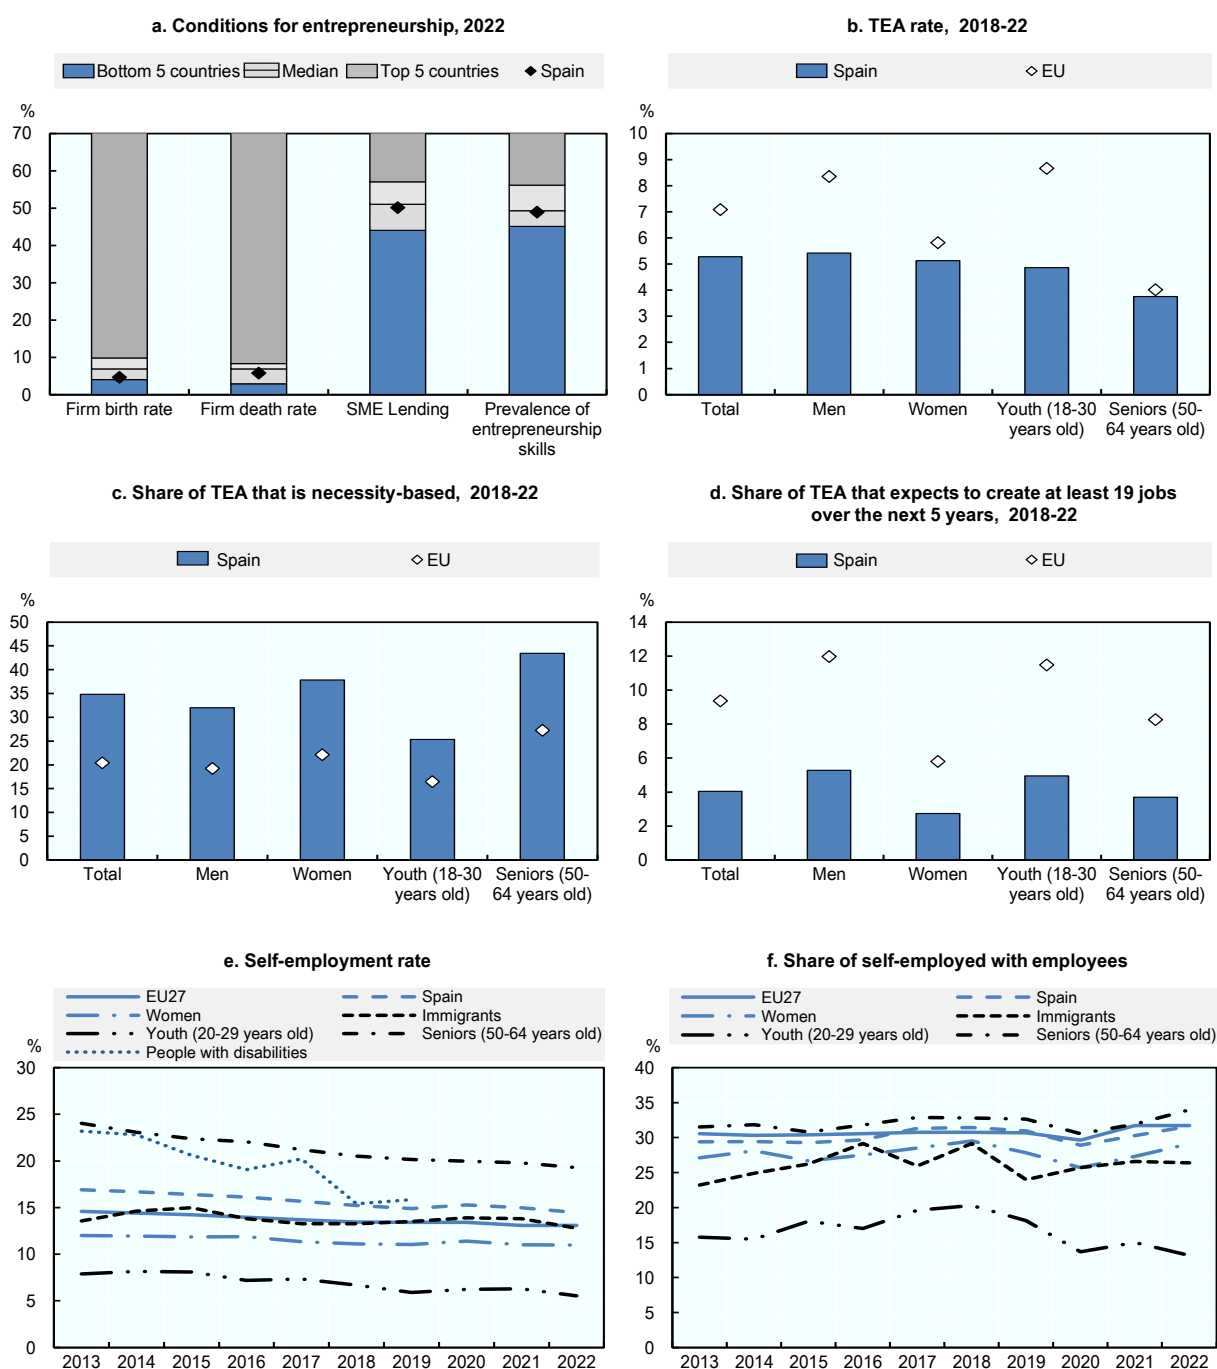 a. Conditions for entrepreneurship, 2022
Bottom 5 countries Median Top 5 countries Spain
%
70
60
50
40
30
20
10
0
Firm birth rate Firm death rate SME Lending Prevalence of
entrepreneurship
skills
b. TEA rate, 2018-22
Spain EU
%
10
9
8
7
6
5
4
3
2
1
0
Total Men Women Youth (18-30 Seniors (50-
years old) 64 years old)
c. Share of TEA that is necessity-based, 2018-22
Spain EU
%
50
45
40
35
30
25
20
15
10
5
0
Total Men Women Youth (18-30 Seniors (50-
years old) 64 years old)
d. Share of TEA that expects to create at least 19 jobs
over the next 5 years, 2018-22
Spain EU
%
14
12
10
8
6
4
2
0
Total Men Women Youth (18-30 Seniors (50-
years old) 64 years old)
e. Self-employment rate
EU27 Spain
Women Immigrants
Youth (20-29 years old) Seniors (50-64 years old)
People with disabilities
%
30
25
20
15
10
5
0
2013 2014 2015 2016 2017 2018 2019 2020 2021 2022
f. Share of self-employed with employees
EU27 Spain
Women Immigrants
Youth (20-29 years old) Seniors (50-64 years old)
%
40
35
30
25
20
15
10
5
0
2013 2014 2015 2016 2017 2018 2019 2020 2021 2022